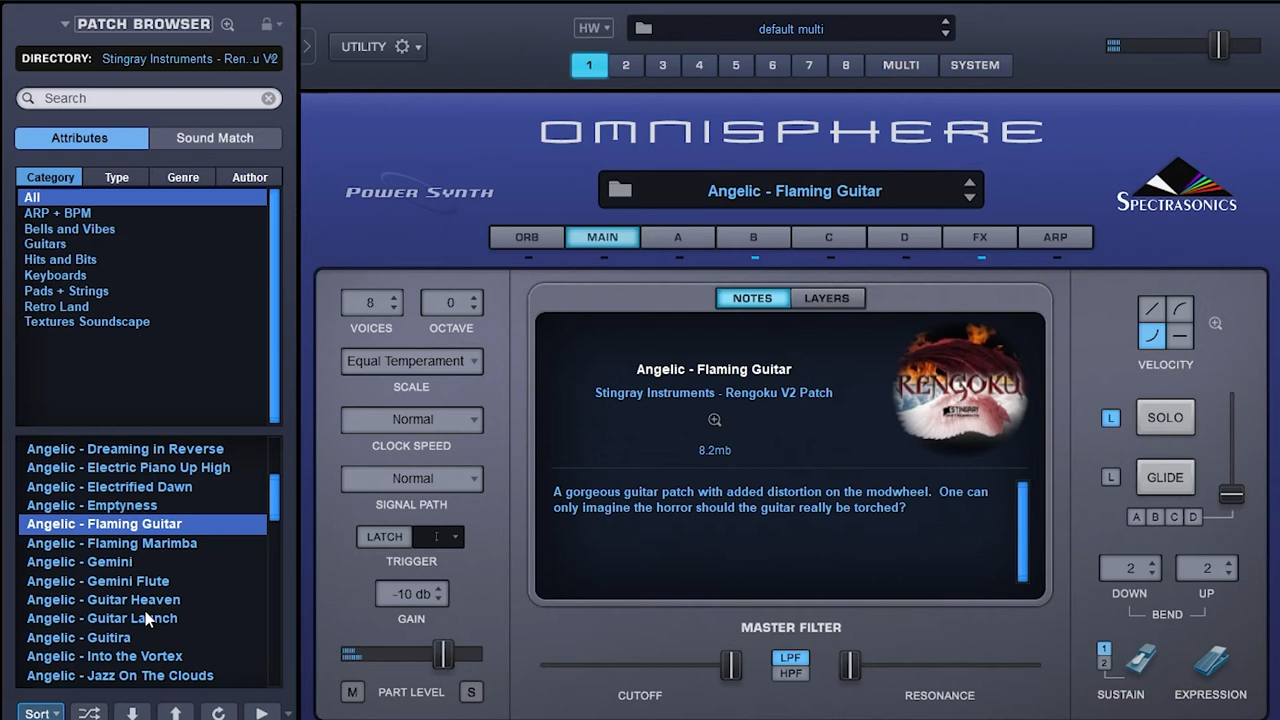 PATCH BROWSER
DIRECTORY: Stingray Instruments - Ren..u V2
Search
Attributes
Sound Match
Category
Type
Genre
Author
All
ARP + BPM
Bells and Vibes
Guitars
Hits and Bits
Keyboards
Pads + Strings
Retro Land
Textures Soundscape
Angelic - Dreaming in Reverse
Angelic - Electric Piano Up High
Angelic - Electrified Dawn
Angelic - Emptyness
Angelic - Flaming Guitar
Angelic - Flaming Marimba
Angelic - Gemini
Angelic - Gemini Flute
Angelic - Guitar Heaven
Angelic - Guitar Launch
Angelic - Guitira
Angelic - Into the Vortex
Angelic - Jazz On The Clouds
Sort
UTILITY
HW
default multi
1 2 3 4 5 6 7 8 MULTI SYSTEM
OMNISPHERE
POWER SYNTH
Angelic - Flaming Guitar
SPECTRASONICS
ORB MAIN A B C D FX ARP
8
0
VOICES
OCTAVE
Equal Temperament
SCALE
Normal
CLOCK SPEED
Normal
SIGNAL PATH
LATCH
TRIGGER
-10 db
GAIN
M PART LEVEL S
NOTES
LAYERS
Angelic - Flaming Guitar
Stingray Instruments - Rengoku V2 Patch
8.2mb
RENGOKU
A gorgeous guitar patch with added distortion on the modwheel. One can
only imagine the horror should the guitar really be torched?
MASTER FILTER
LPF
HPF
CUTOFF
RESONANCE
VELOCITY
L SOLO
L GLIDE
A B C D
2
2
DOWN
UP
BEND
1
2
SUSTAIN
EXPRESSION